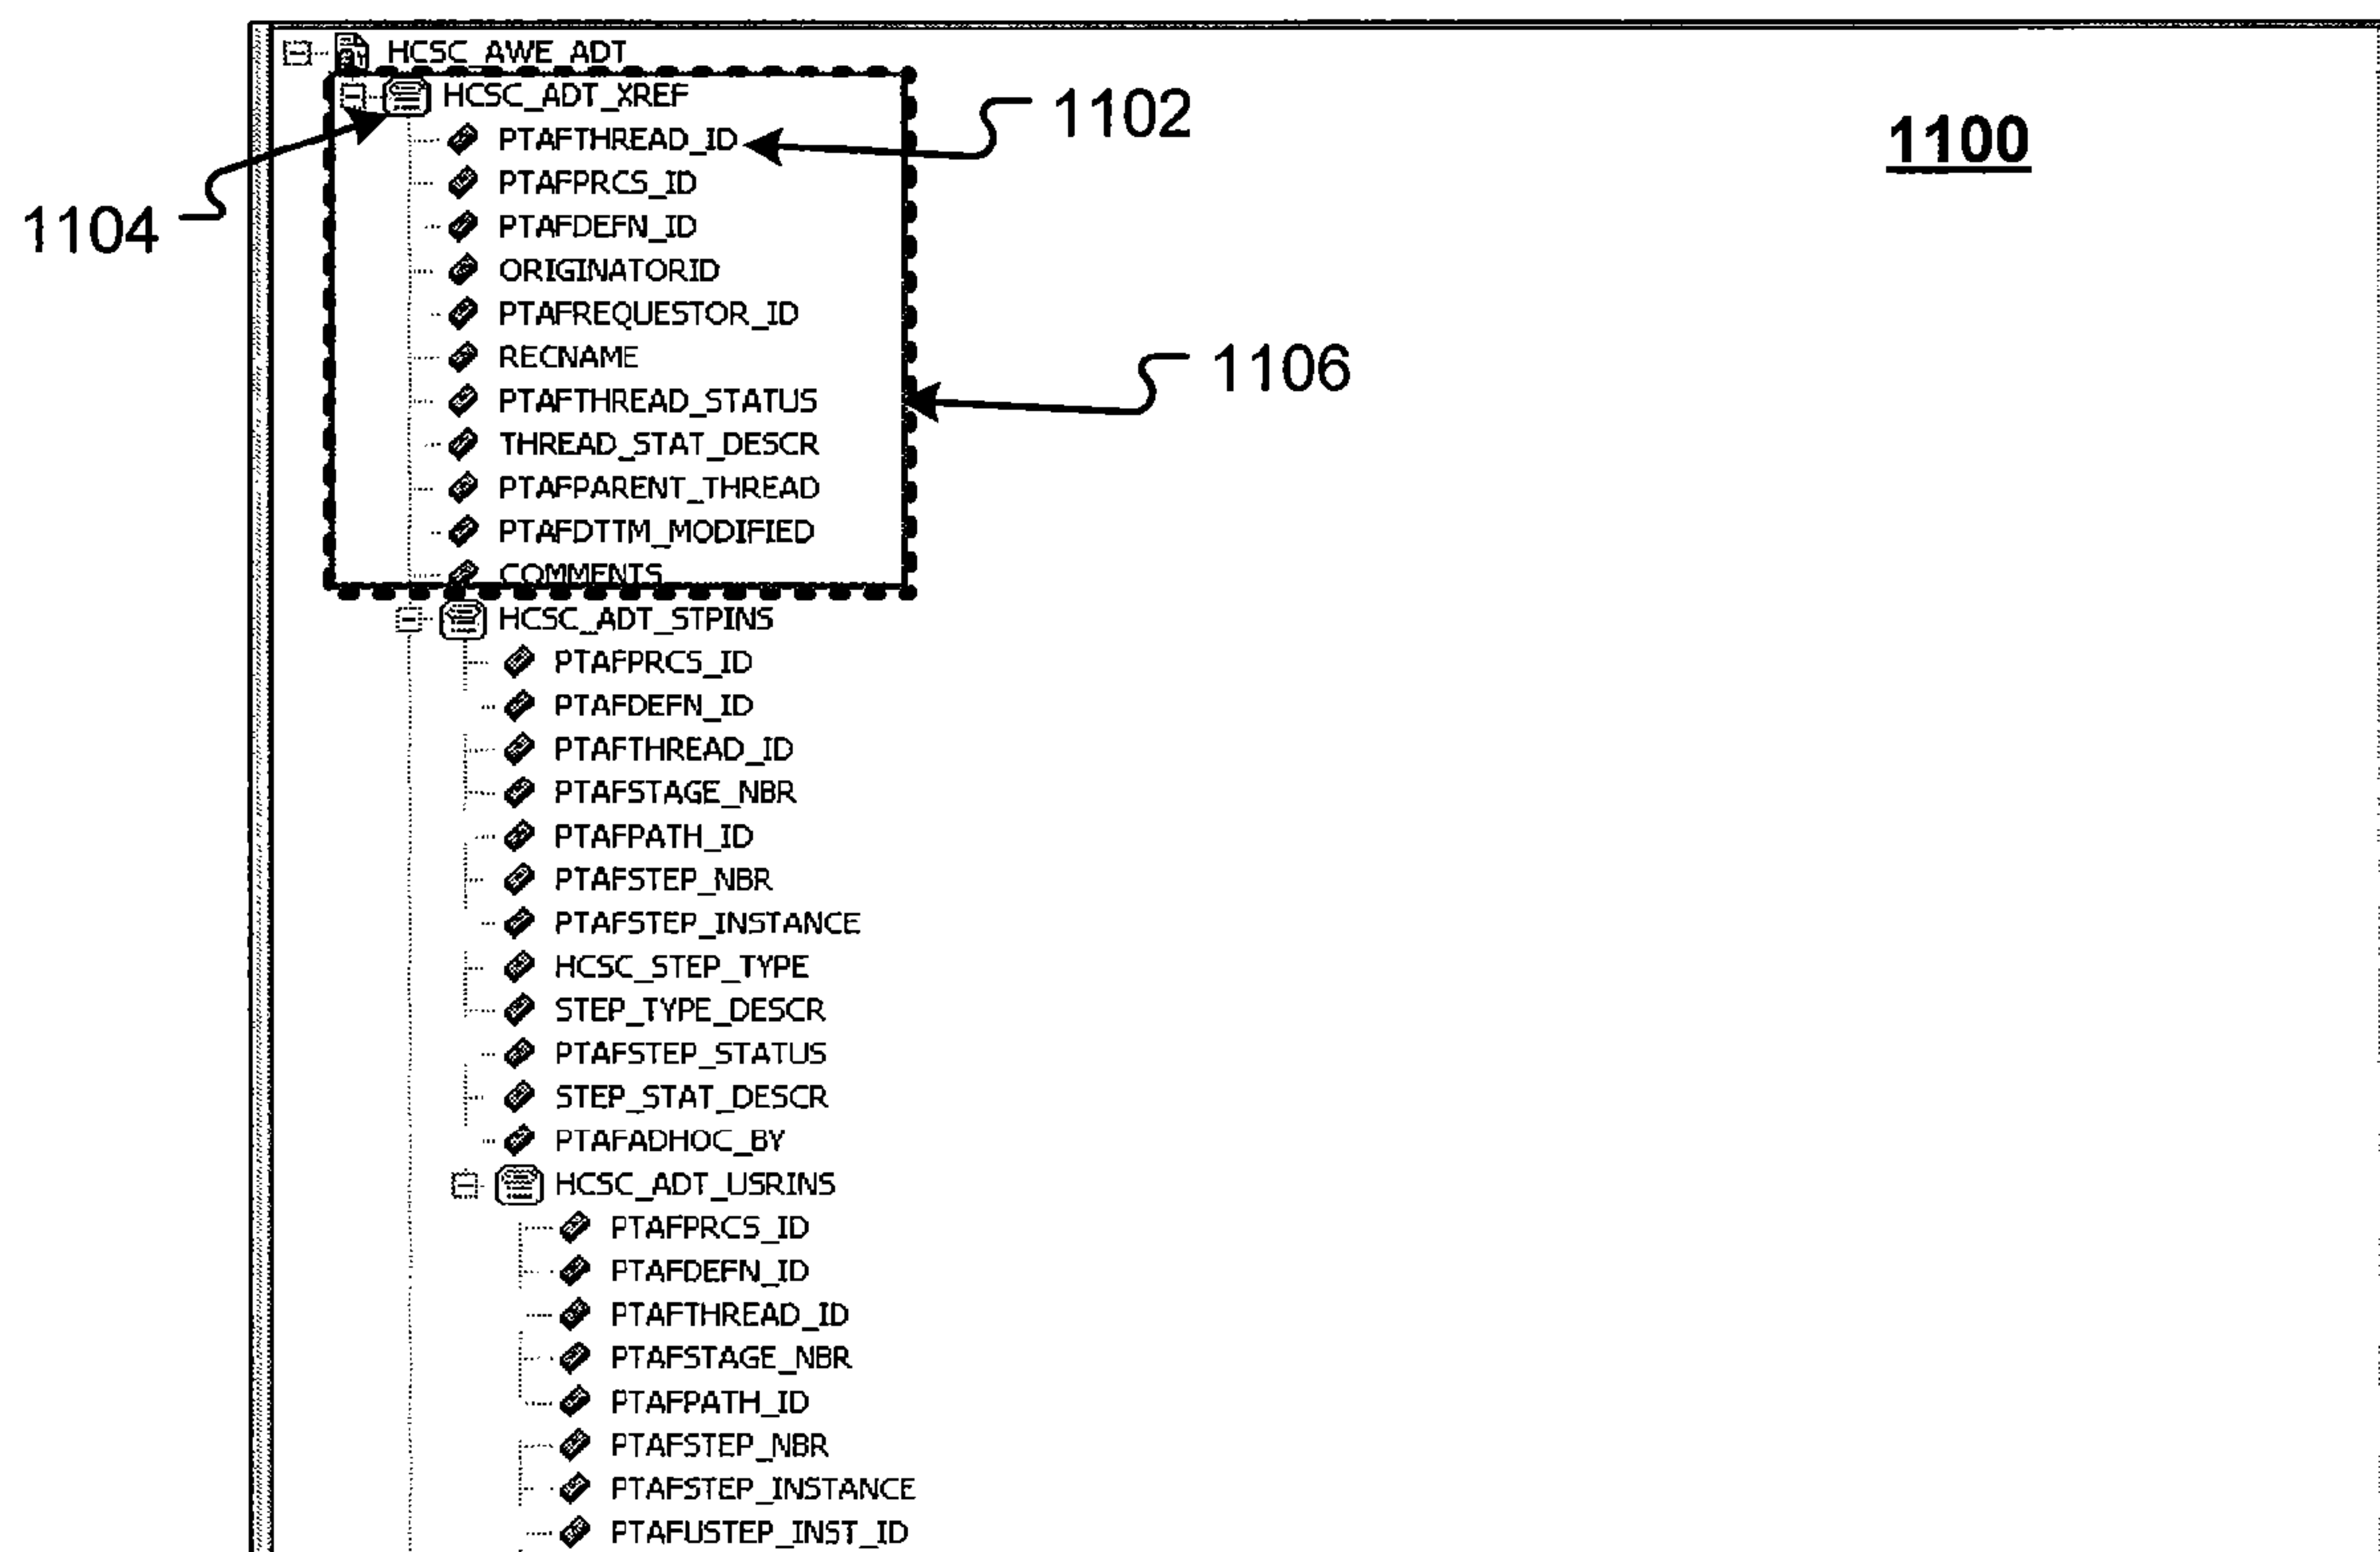 HCSC_AWE_ADT
HCSC_ADT_XREF
1102
PTAFTHREAD_ID
1100
PTAFPRCS_ID
1104
PTAFDEFN_ID
ORIGINATORID
PTAFREQUESTOR_ID
RECNAME
1106
PTAFTHREAD_STATUS
THREAD_STAT_DESCR
PTAFPARENT_THREAD
PTAFDTTM_MODIFIED
COMMENTS
HCSC_ADT_STPINS
PTAFPRCS_ID
PTAFDEFN_ID
PTAFTHREAD_ID
PTAFSTAGE_NBR
PTAFPATH_ID
PTAFSTEP_NBR
PTAFSTEP_INSTANCE
HCSC_STEP_TYPE
STEP_TYPE_DESCR
PTAFSTEP_STATUS
STEP_STAT_DESCR
PTAFADHOC_BY
HCSC_ADT_USRINS
PTAFPRCS_ID
PTAFDEFN_ID
PTAFTHREAD_ID
PTAFSTAGE_NBR
PTAFPATH_ID
PTAFSTEP_NBR
PTAFSTEP_INSTANCE
PTAFUSTEP_INST_ID